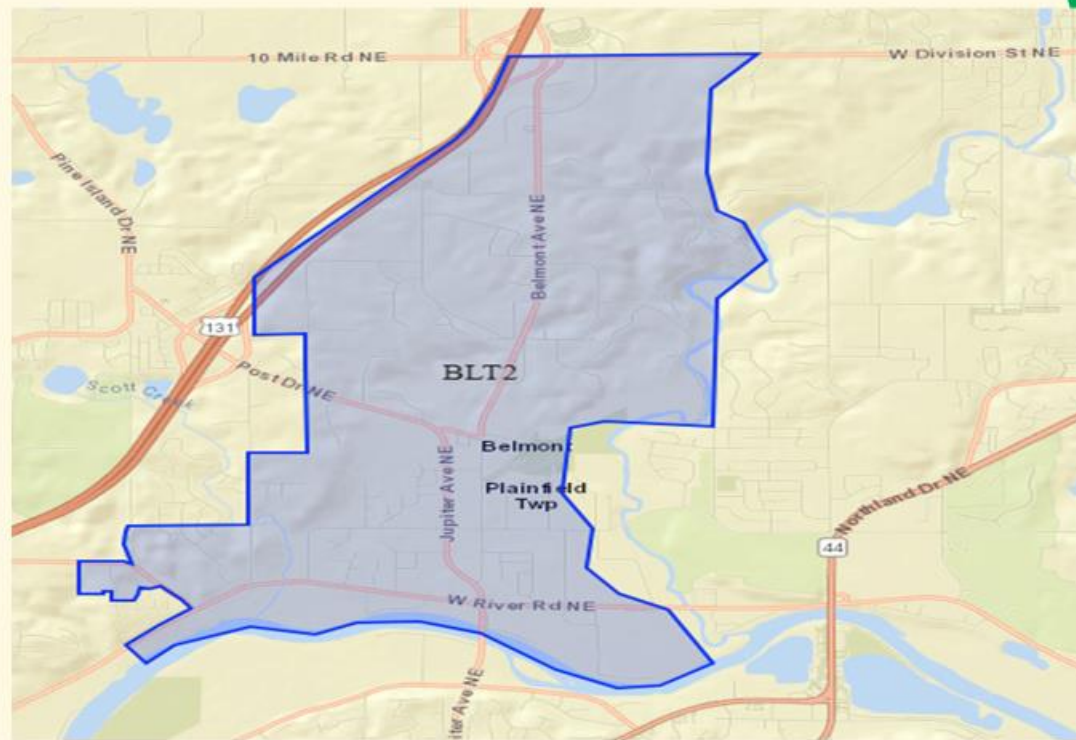 10 Mile Rd NE
W Division St NE
Pine Island Dr NE
Belmont Ave NE
131
Scott Creek
Post Dr NE
BLT2
Belmont
Jupiter Ave NE
Plainfield
Twp
Northland Dr NE
44
W River Rd NE
iter Ave NE